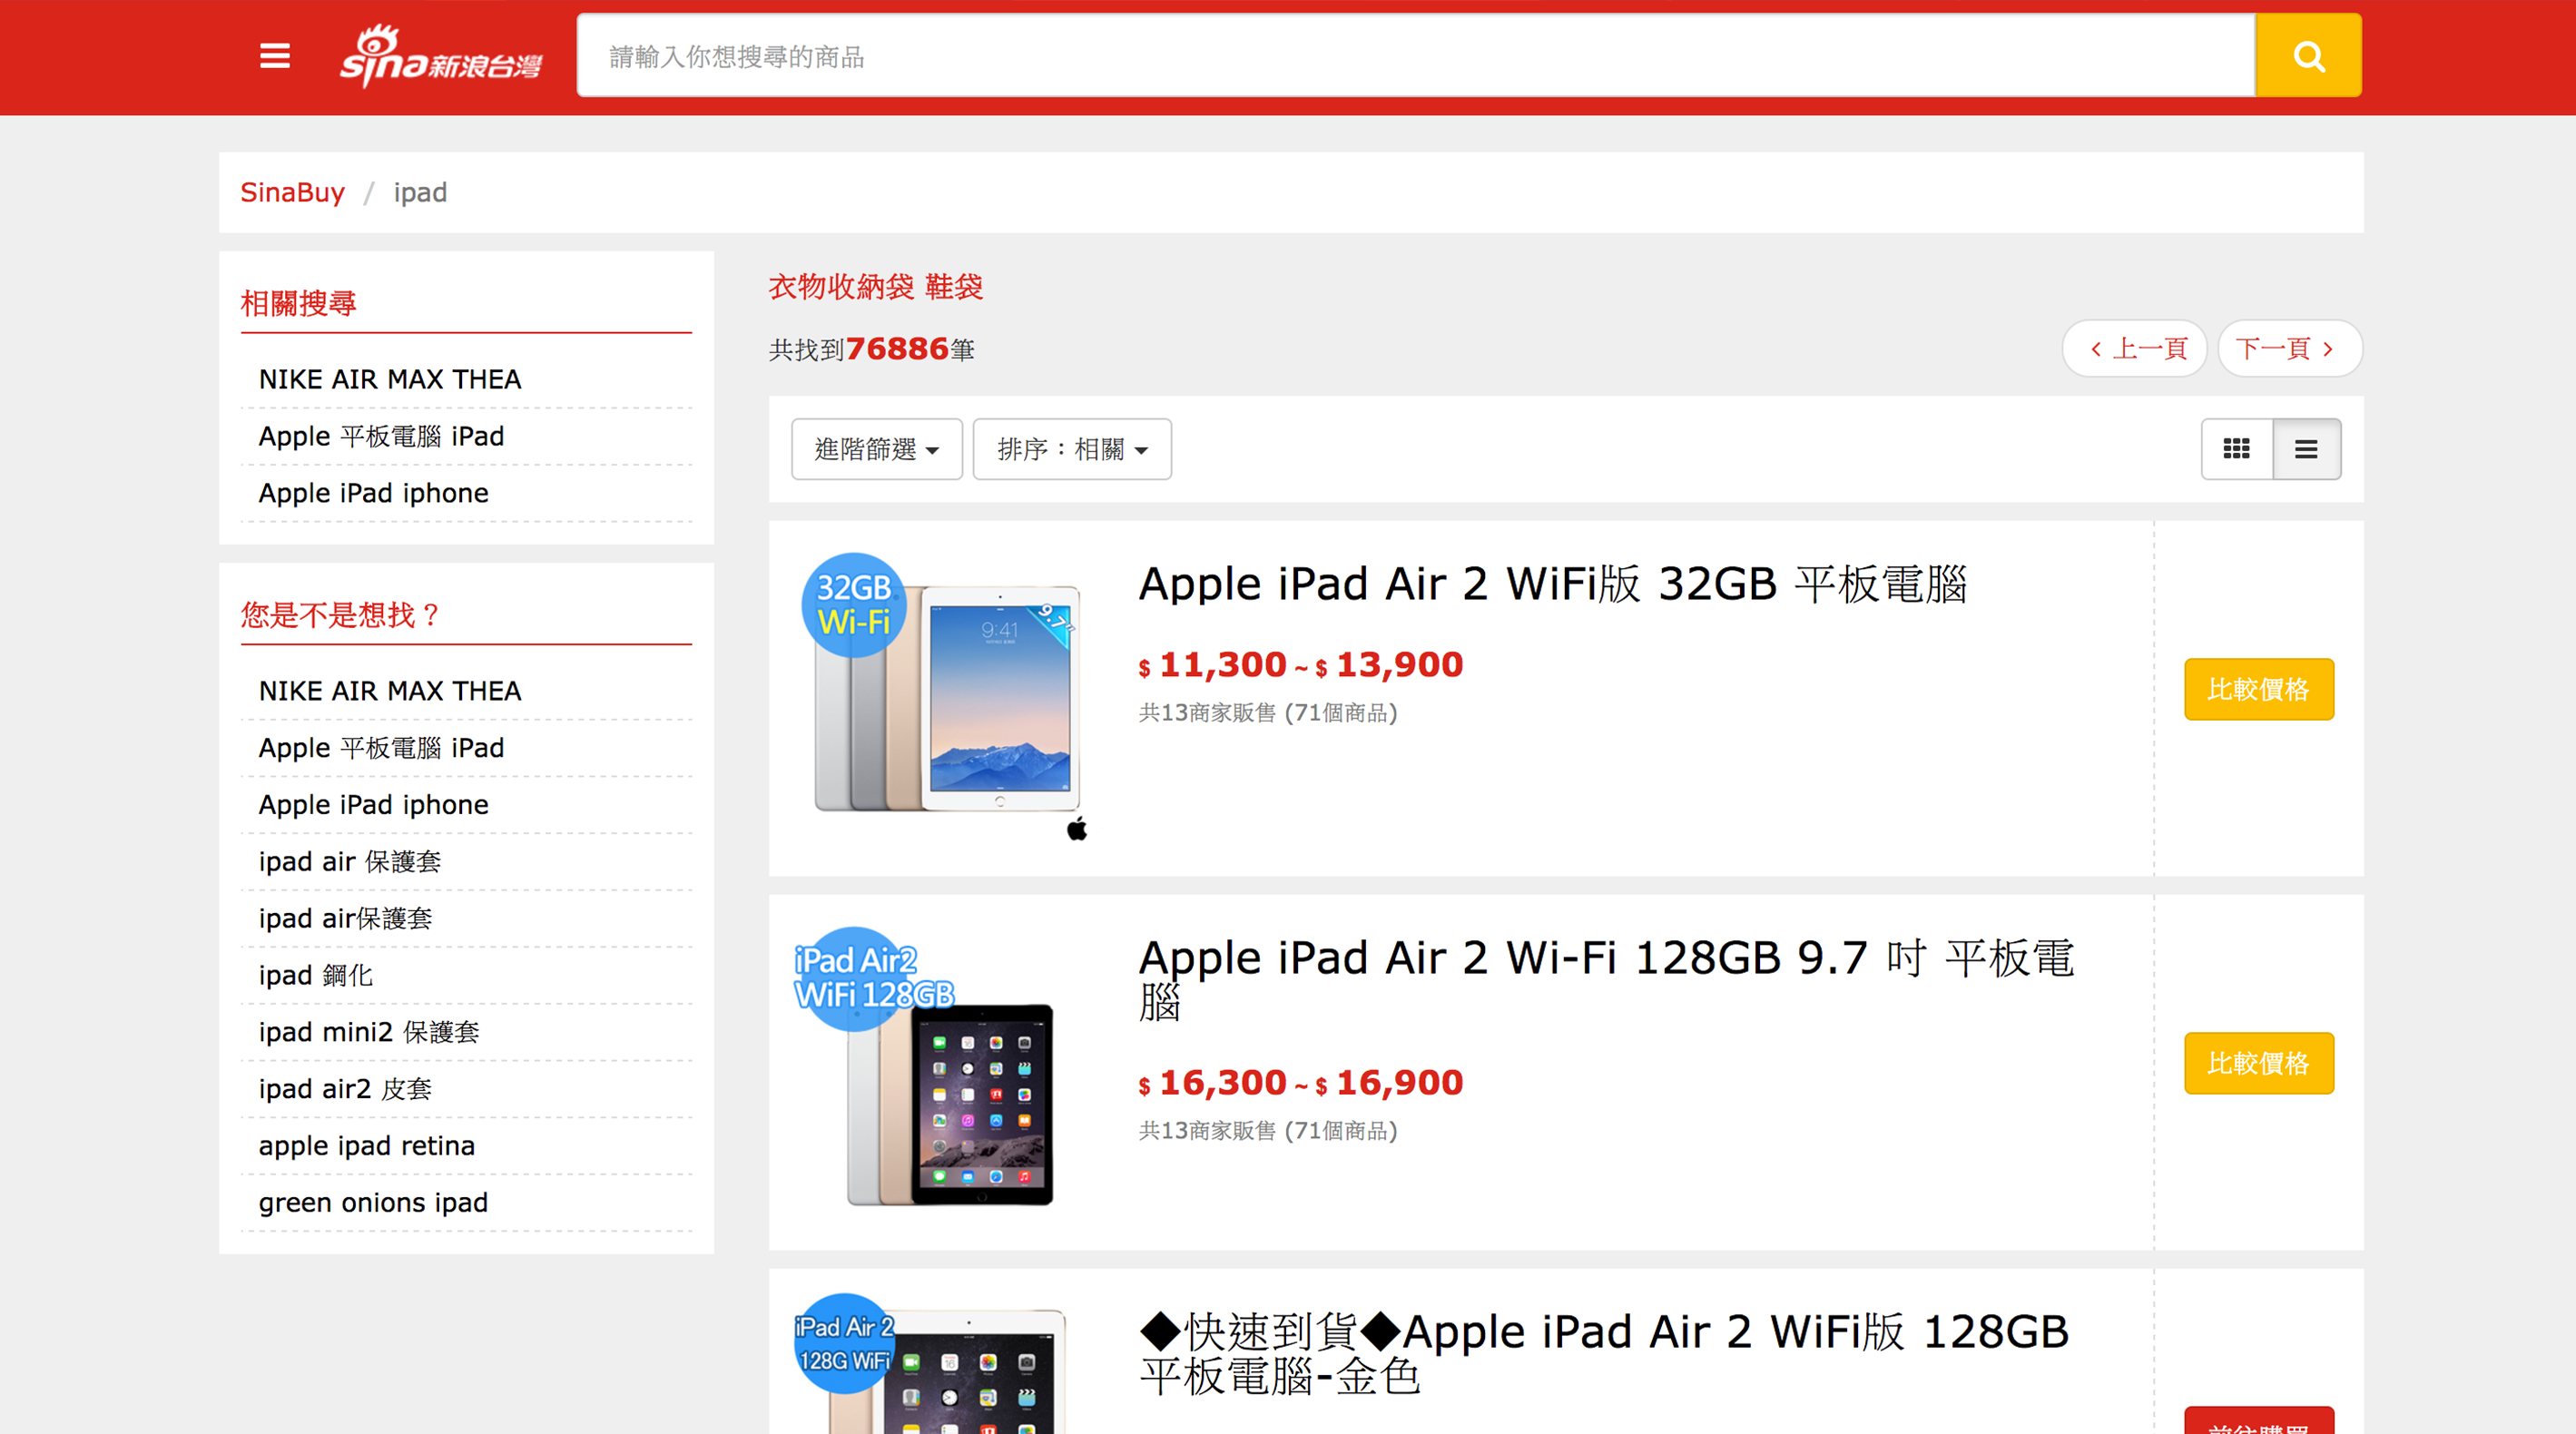 sina新浪台灣
請輸入你想搜尋的商品
SinaBuy / ipad
相關搜尋
NIKE AIR MAX THEA
Apple 平板電腦 iPad
Apple iPad iphone
您是不是想找？
NIKE AIR MAX THEA
Apple 平板電腦 iPad
Apple iPad iphone
ipad air 保護套
ipad air保護套
ipad 鋼化
ipad mini2 保護套
ipad air2 皮套
apple ipad retina
green onions ipad
衣物收納袋 鞋袋
共找到76886筆
上一頁
下一頁
進階篩選
排序：相關
32GB
Wi-Fi
9:41
9.7"
Apple iPad Air 2 WiFi版 32GB 平板電腦
$ 11,300 ~ $ 13,900
共13商家販售 (71個商品)
比較價格
iPad Air2
WiFi 128GB
Apple iPad Air 2 Wi-Fi 128GB 9.7 吋 平板電
腦
$ 16,300 ~ $ 16,900
共13商家販售 (71個商品)
比較價格
iPad Air 2
128G WiFi
◆快速到貨◆Apple iPad Air 2 WiFi版 128GB
平板電腦-金色
前往購買